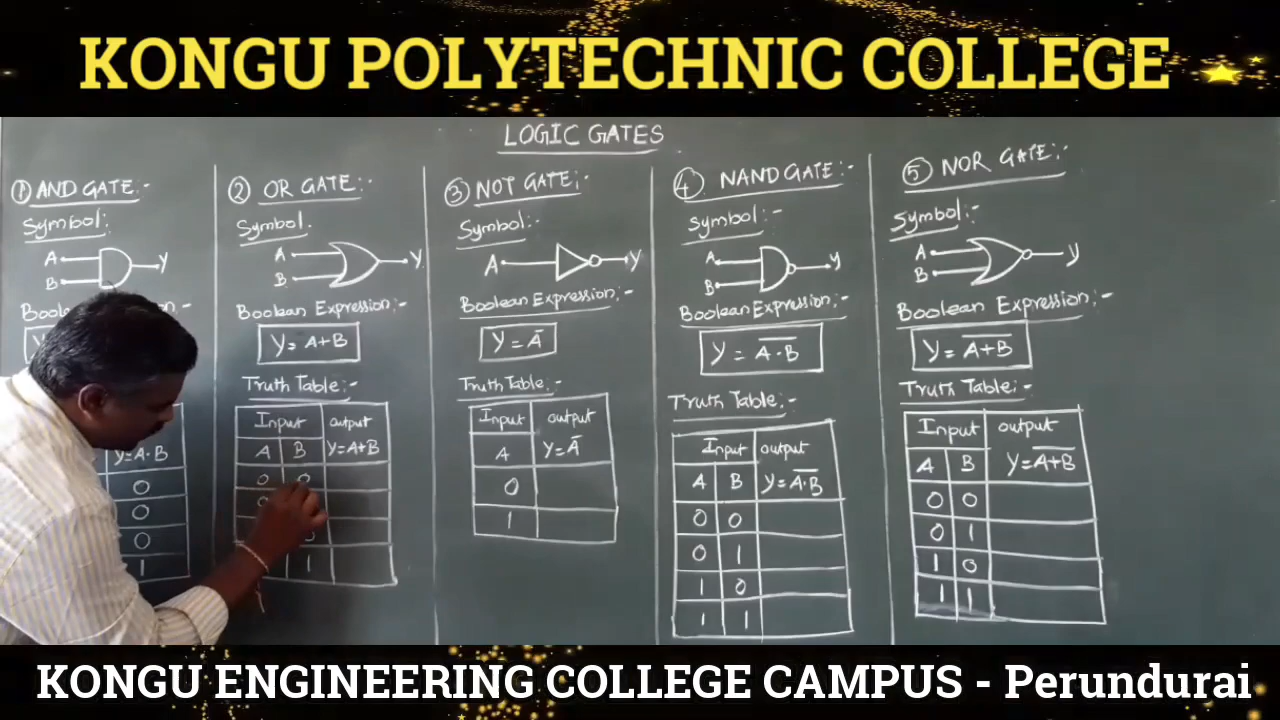 KONGU POLYTECHNIC COLLEGE
LOGIC GATES
① AND GATE:-
Symbol:
A
Y
B
Boolean
Y=A·B
0
0
0
1
② OR GATE:-
Symbol.
A
Y
B
Boolean Expression:-
Y= A+B
Truth Table:-
Input output
A B Y=A+B
0 0
1 1
③ NOT GATE:-
Symbol:-
A Y
Boolean Expression:-
Y = A̅
Truth Table:-
Input output
A Y=A̅
0
1
④ NAND GATE:-
Symbol:-
A
Y
B
Boolean Expression:-
Y = A̅ ̅·̅ ̅B̅
Truth Table:-
Input output
A B Y=A̅·̅B̅
0 0
0 1
1 0
1 1
⑤ NOR GATE:-
Symbol:-
A
Y
B
Boolean Expression:-
Y= A̅+̅B̅
Truth Table:-
Input output
A B Y=A̅+̅B̅
0 0
0 1
1 0
1 1
KONGU ENGINEERING COLLEGE CAMPUS - Perundurai